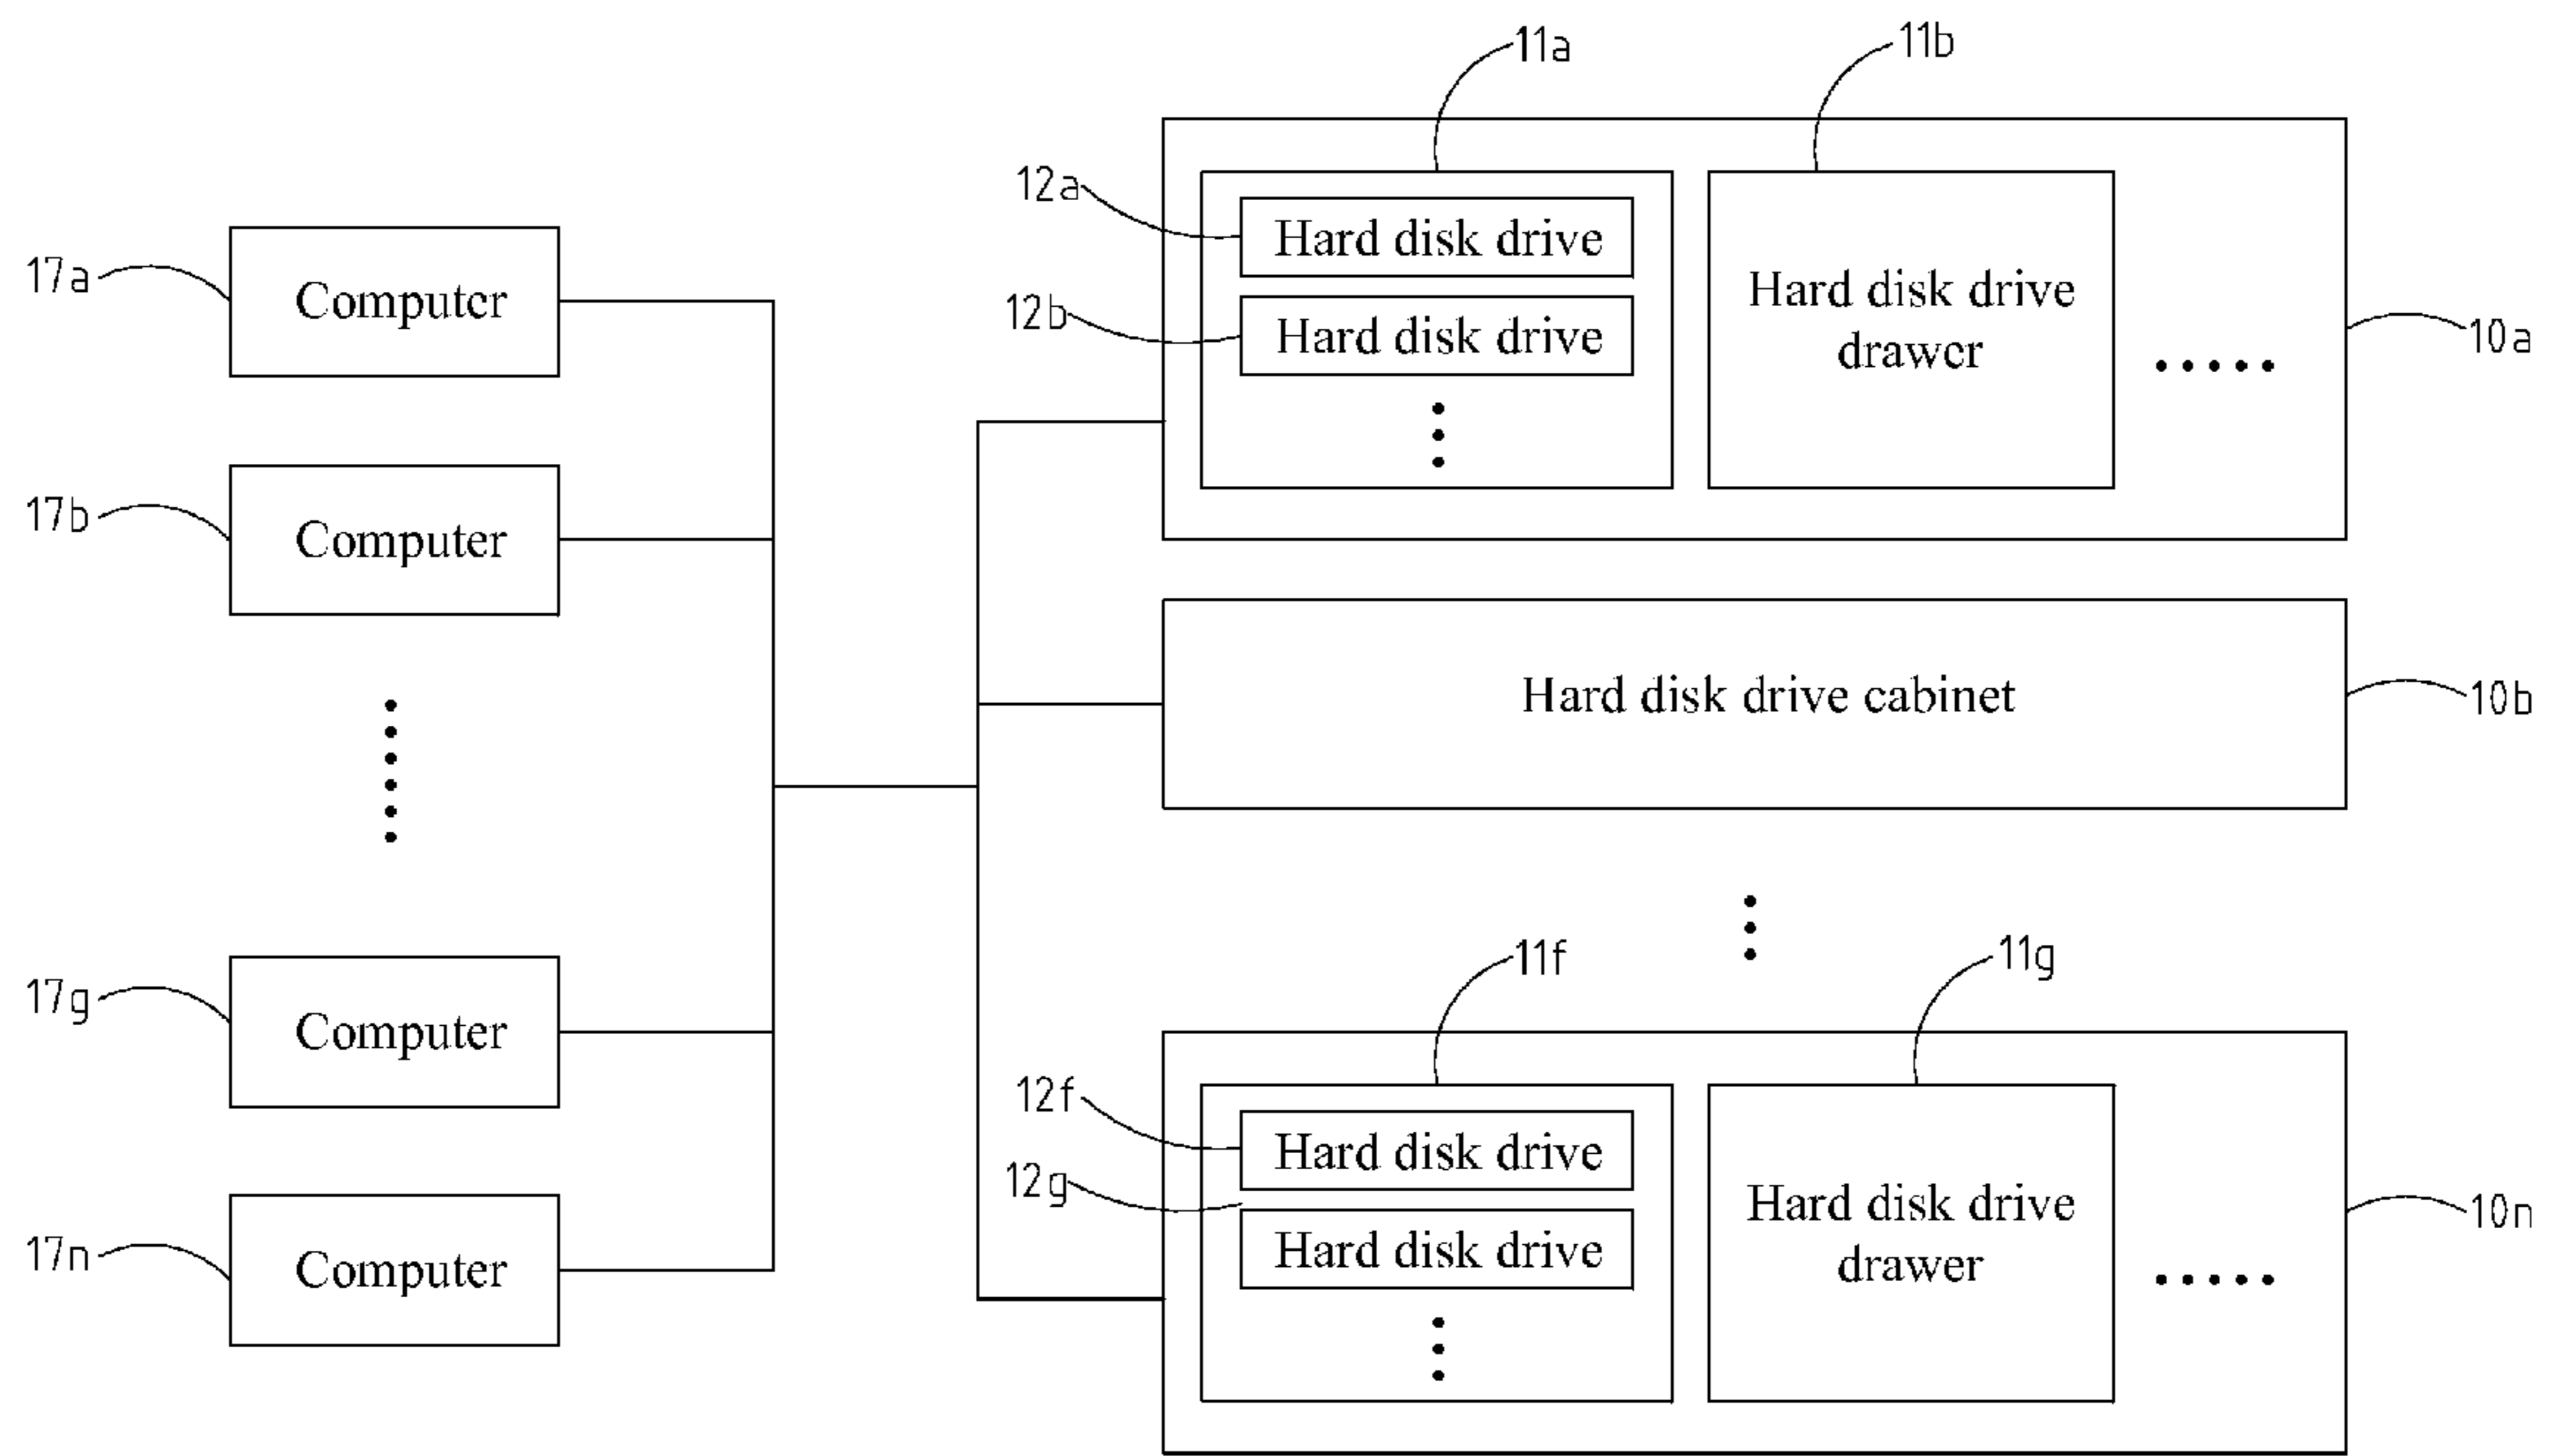 11a
11b
12a
Hard disk drive
12b
Hard disk drive
Hard disk drive
drawer
10a
17a
Computer
17b
Computer
Hard disk drive cabinet
10b
11f
11g
17g
Computer
12f
Hard disk drive
12g
Hard disk drive
Hard disk drive
drawer
10n
17n
Computer